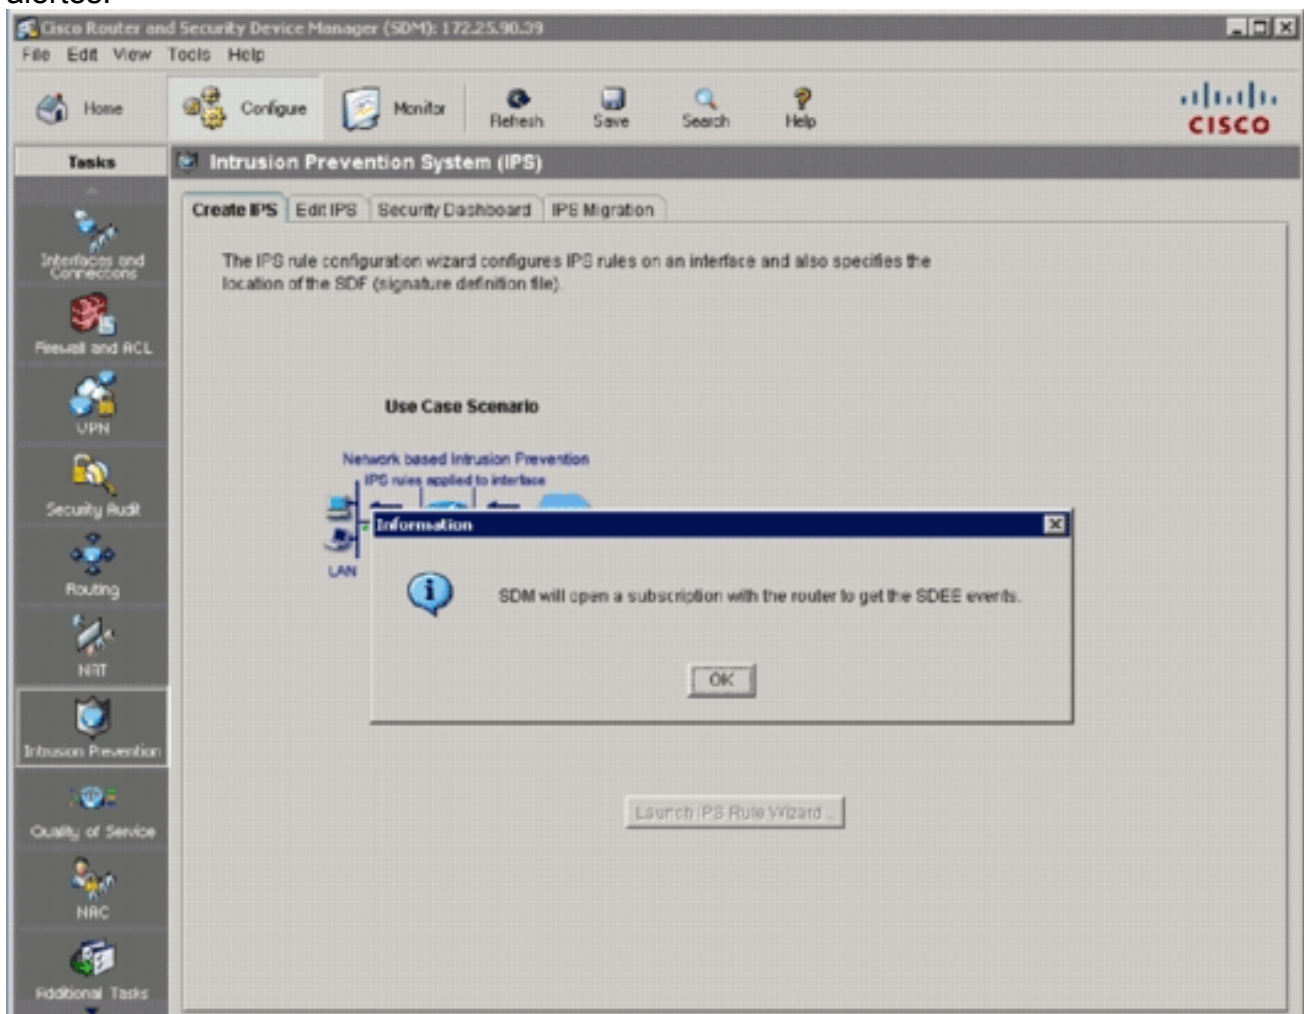 alertes.
Cisco Router and Security Device Manager (SDM): 172.25.90.39
File Edit View Tools Help
Home Configure Monitor Refresh Save Search Help
CISCO
Tasks
Intrusion Prevention System (IPS)
Create IPS Edit IPS Security Dashboard IPS Migration
Interfaces and Connections
The IPS rule configuration wizard configures IPS rules on an interface and also specifies the
location of the SDF (signature definition file).
Firewall and ACL
VPN
Security Audit
Routing
NAT
Intrusion Prevention
Quality of Service
NAC
Additional Tasks
Use Case Scenario
Network based Intrusion Prevention
IPS rules applied to interface
LAN
Information
SDM will open a subscription with the router to get the SDEE events.
OK
Launch IPS Rule Wizard...